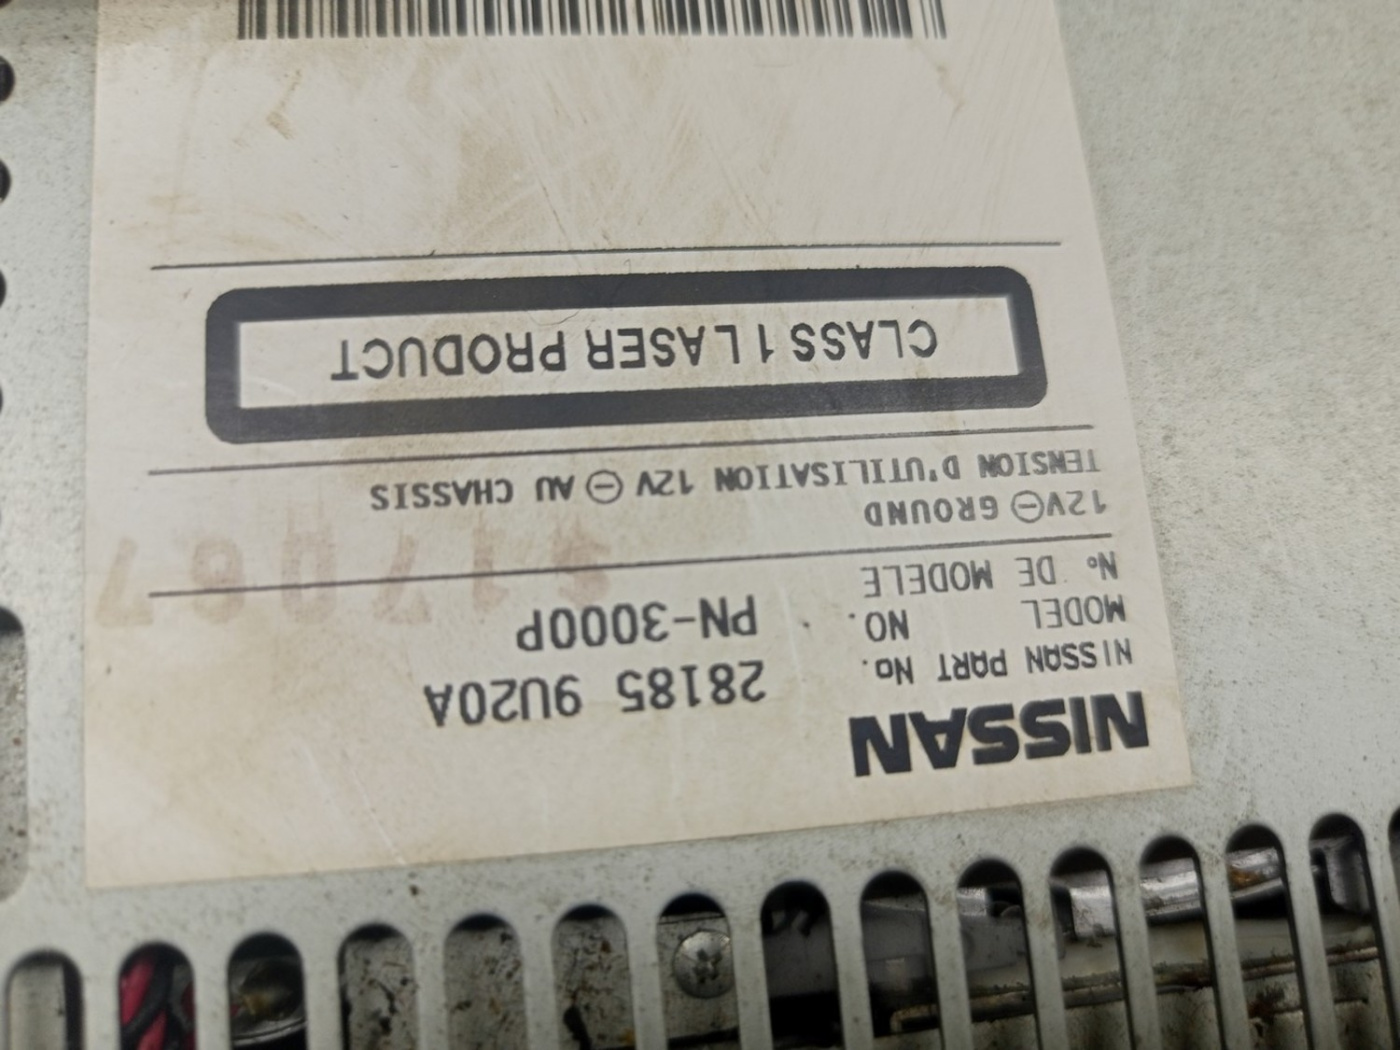 NISSAN
NISSAN PART No. 28185 9U20A
MODEL NO. PN-3000P
N° DE MODELE
12V⊖ GROUND
TENSION D'UTILISATION 12V ⊖ AU CHASSIS
CLASS 1 LASER PRODUCT